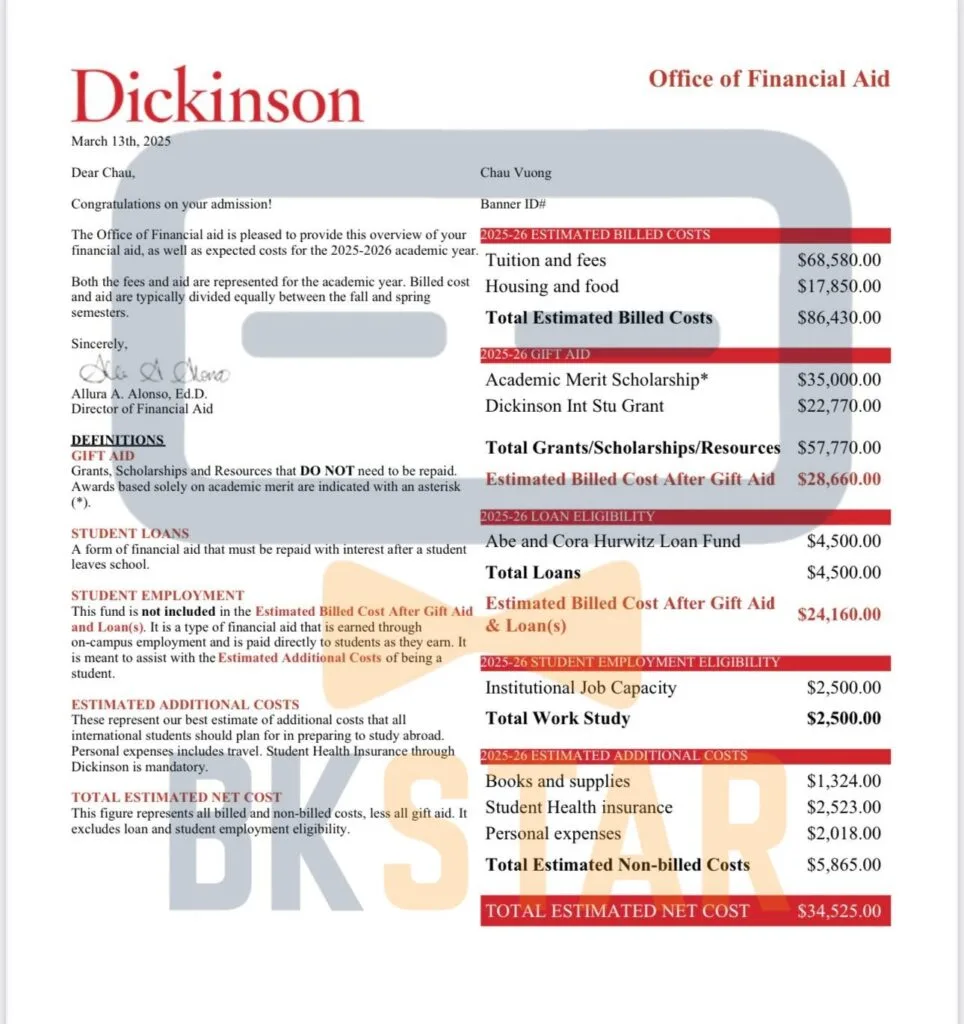 Dickinson
Office of Financial Aid
March 13th, 2025
Dear Chau,
Congratulations on your admission!
The Office of Financial aid is pleased to provide this overview of your
financial aid, as well as expected costs for the 2025-2026 academic year.
Both the fees and aid are represented for the academic year. Billed cost
and aid are typically divided equally between the fall and spring
semesters.
Sincerely,
Allura A. Alonso, Ed.D.
Director of Financial Aid
DEFINITIONS
GIFT AID
Grants, Scholarships and Resources that DO NOT need to be repaid.
Awards based solely on academic merit are indicated with an asterisk
(*).
STUDENT LOANS
A form of financial aid that must be repaid with interest after a student
leaves school.
STUDENT EMPLOYMENT
This fund is not included in the Estimated Billed Cost After Gift Aid
and Loan(s). It is a type of financial aid that is earned through
on-campus employment and is paid directly to students as they earn. It
is meant to assist with the Estimated Additional Costs of being a
student.
ESTIMATED ADDITIONAL COSTS
These represent our best estimate of additional costs that all
international students should plan for in preparing to study abroad.
Personal expenses includes travel. Student Health Insurance through
Dickinson is mandatory.
TOTAL ESTIMATED NET COST
This figure represents all billed and non-billed costs, less all gift aid. It
excludes loan and student employment eligibility.
Chau Vuong
Banner ID#
2025-26 ESTIMATED BILLED COSTS
Tuition and fees $68,580.00
Housing and food $17,850.00
Total Estimated Billed Costs $86,430.00
2025-26 GIFT AID
Academic Merit Scholarship* $35,000.00
Dickinson Int Stu Grant $22,770.00
Total Grants/Scholarships/Resources $57,770.00
Estimated Billed Cost After Gift Aid $28,660.00
2025-26 LOAN ELIGIBILITY
Abe and Cora Hurwitz Loan Fund $4,500.00
Total Loans $4,500.00
Estimated Billed Cost After Gift Aid
& Loan(s) $24,160.00
2025-26 STUDENT EMPLOYMENT ELIGIBILITY
Institutional Job Capacity $2,500.00
Total Work Study $2,500.00
2025-26 ESTIMATED ADDITIONAL COSTS
Books and supplies $1,324.00
Student Health insurance $2,523.00
Personal expenses $2,018.00
Total Estimated Non-billed Costs $5,865.00
TOTAL ESTIMATED NET COST $34,525.00
BKSTAR